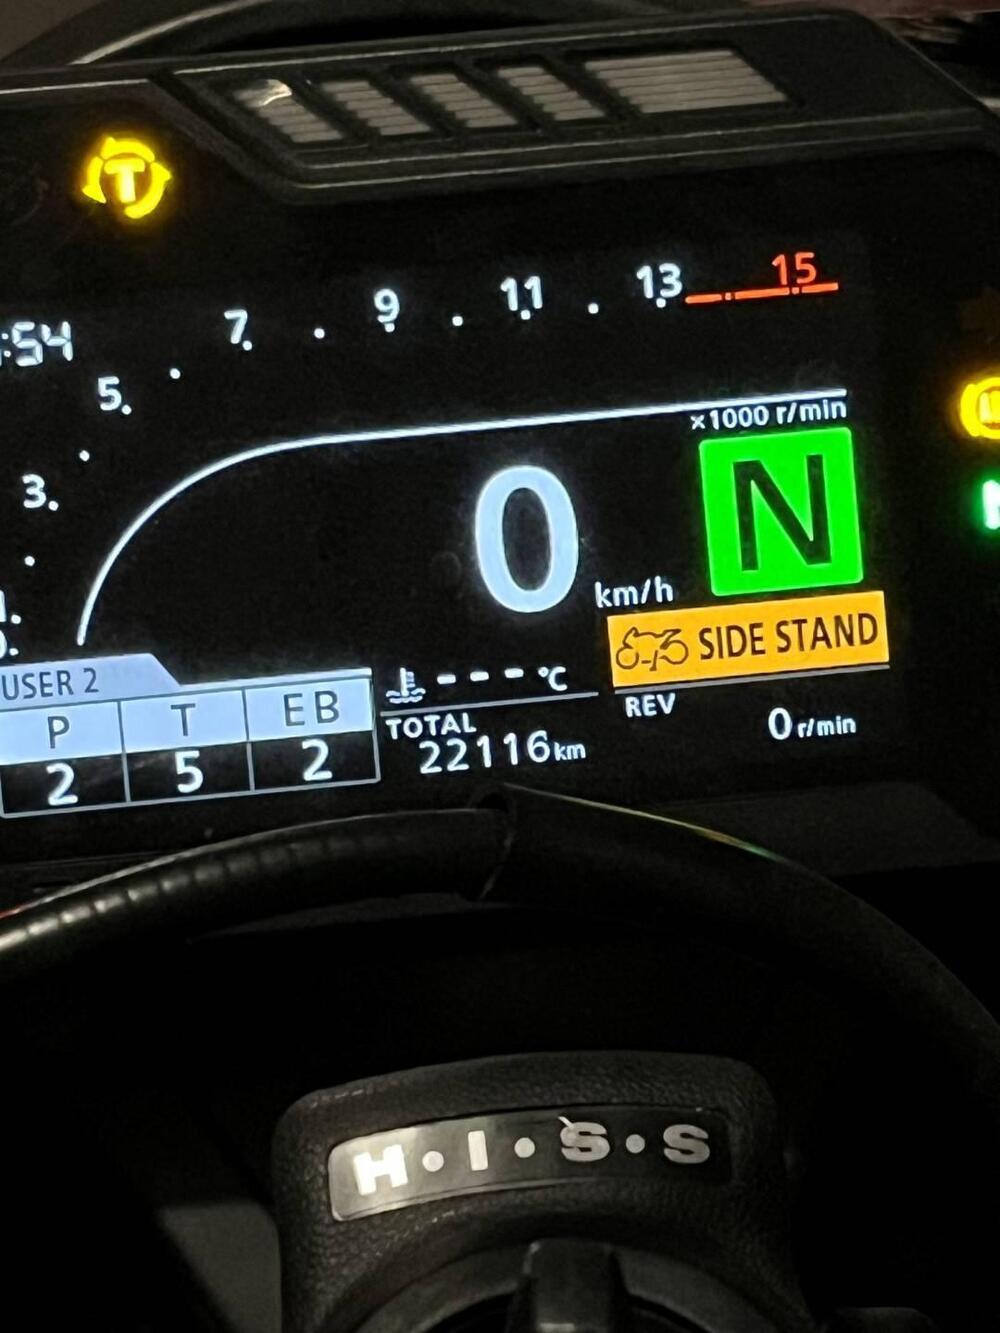 T
15
13
11
9
7
:54
5
×1000 r/min
3
N
0 km/h
SIDE STAND
USER 2
P T EB
2 5 2
---°C
TOTAL
22116km
REV
0 r/min
H·I·S·S